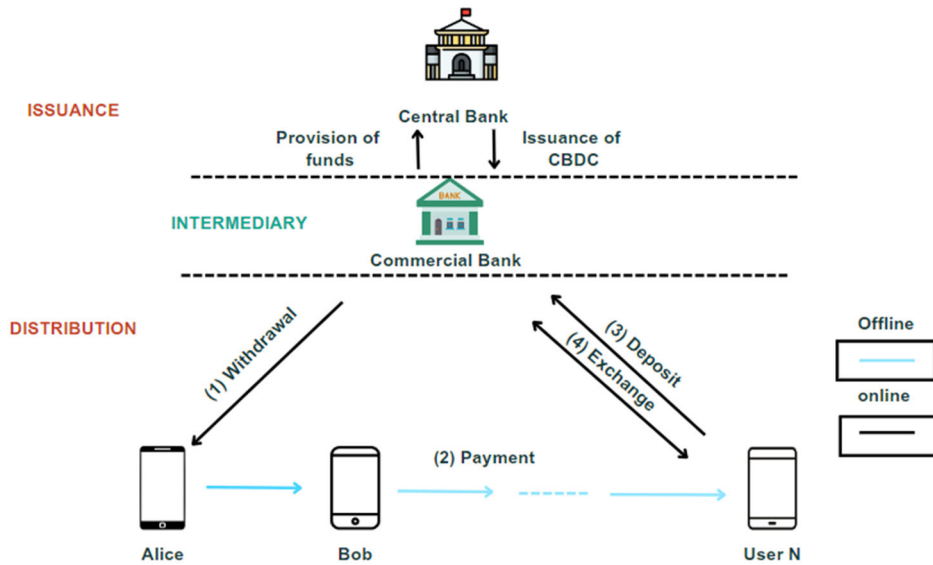 ISSUANCE
Central Bank
Provision of
funds
Issuance of
CBDC
BANK
INTERMEDIARY
Commercial Bank
DISTRIBUTION
(1) Withdrawal
(3) Deposit
(4) Exchange
Offline
online
(2) Payment
Alice
Bob
User N